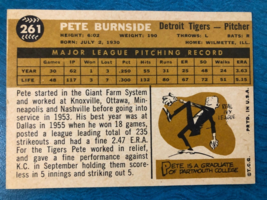 261
PETE BURNSIDE
Detroit Tigers — Pitcher
HEIGHT: 6/02
WEIGHT: 190
THROWS: L
BATS: R
BORN: JULY 2, 1930
HOME: WILMETTE, ILL.
MAJOR LEAGUE PITCHING RECORD
YEAR
LIFE
Pete started in the Giant Farm System
and worked at Knoxville, Ottawa, Min-
neapolis and Nashville before going into
service in 1953. His best year was at
Dallas in 1955 when he won 18 games,
posted a league leading total of 235
strikeouts and had a fine 2.47 E.R.A.
For the Tigers Pete worked in relief, and
gave a fine performance against
K.C. in September holding them scoreless
in 5 innings and striking out 5.
PETE IS A GRADUATE
OF DARTMOUTH COLLEGE
PRTD. IN U.S.A.
©T.C.G.